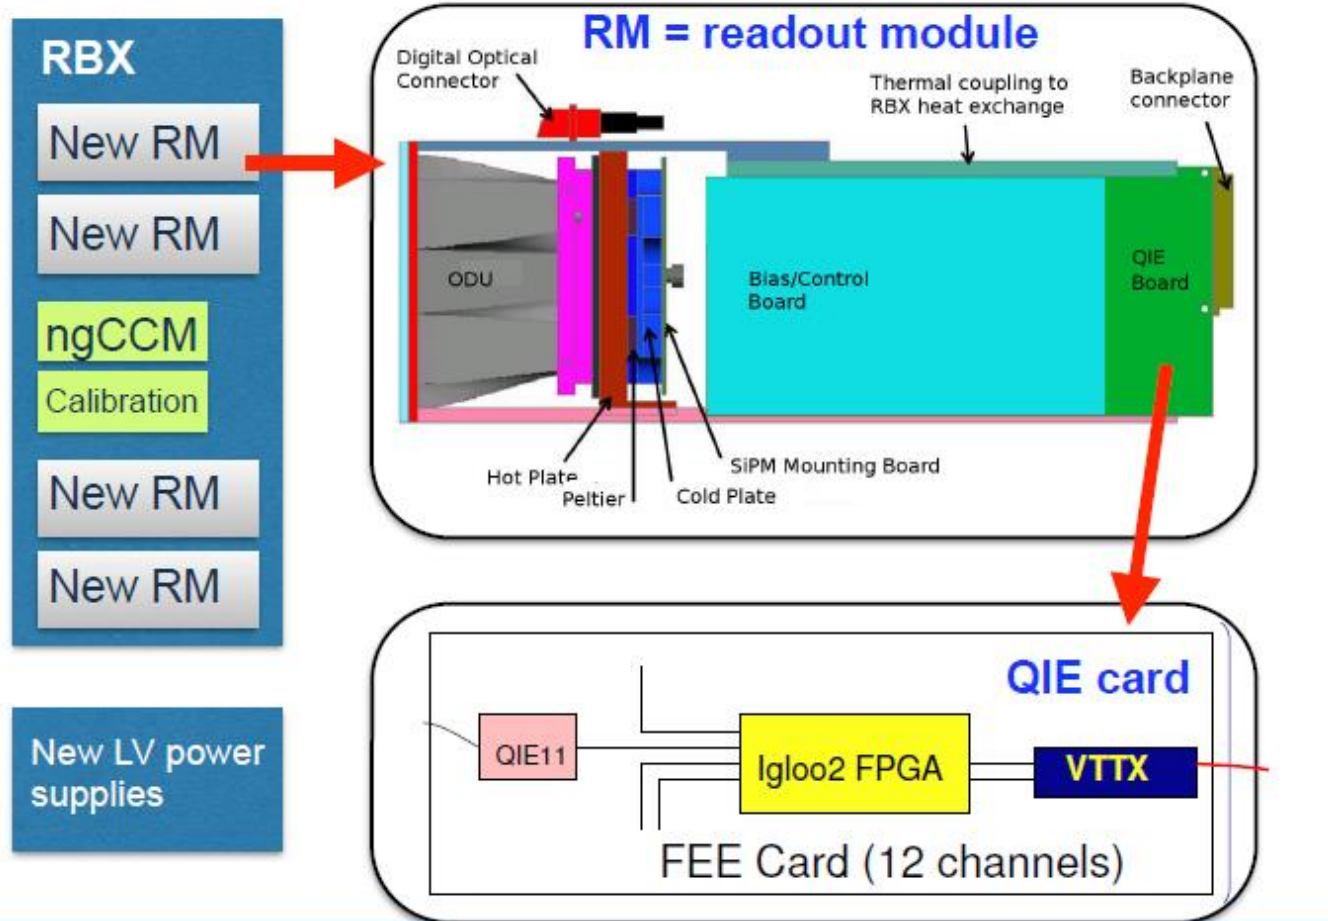 RBX
New RM
New RM
ngCCM
Calibration
New RM
New RM
New LV power
supplies
RM = readout module
Digital Optical
Connector
Thermal coupling to
RBX heat exchange
Backplane
connector
ODU
Bias/Control
Board
QIE
Board
Hot Plate
Peltier
Cold Plate
SiPM Mounting Board
QIE card
QIE11
Igloo2 FPGA
VTTX
FEE Card (12 channels)